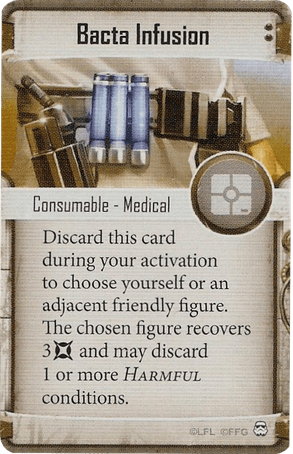 Bacta Infusion
Consumable - Medical
Discard this card
during your activation
to choose yourself or an
adjacent friendly figure.
The chosen figure recovers
3 and may discard
1 or more HARMFUL
conditions.
©LFL ©FFG